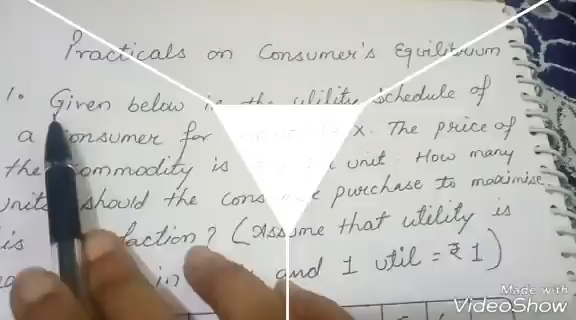 Practicals on Consumer's Equilibrium
1. Given below is the utility schedule of
a consumer for X. The price of
the commodity is unit. How many
units should the purchase to maximise
is ? (Assume that utility is
in and 1 util = ₹ 1)
Made with
VideoShow